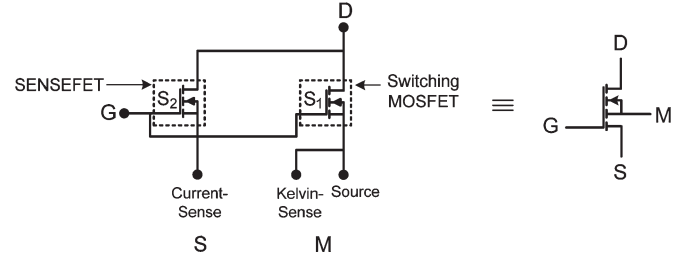 D
SENSEFET
S2
S1
Switching
MOSFET
G
Current-
Sense
Kelvin-
Sense
Source
S
M
≡
D
G
M
S